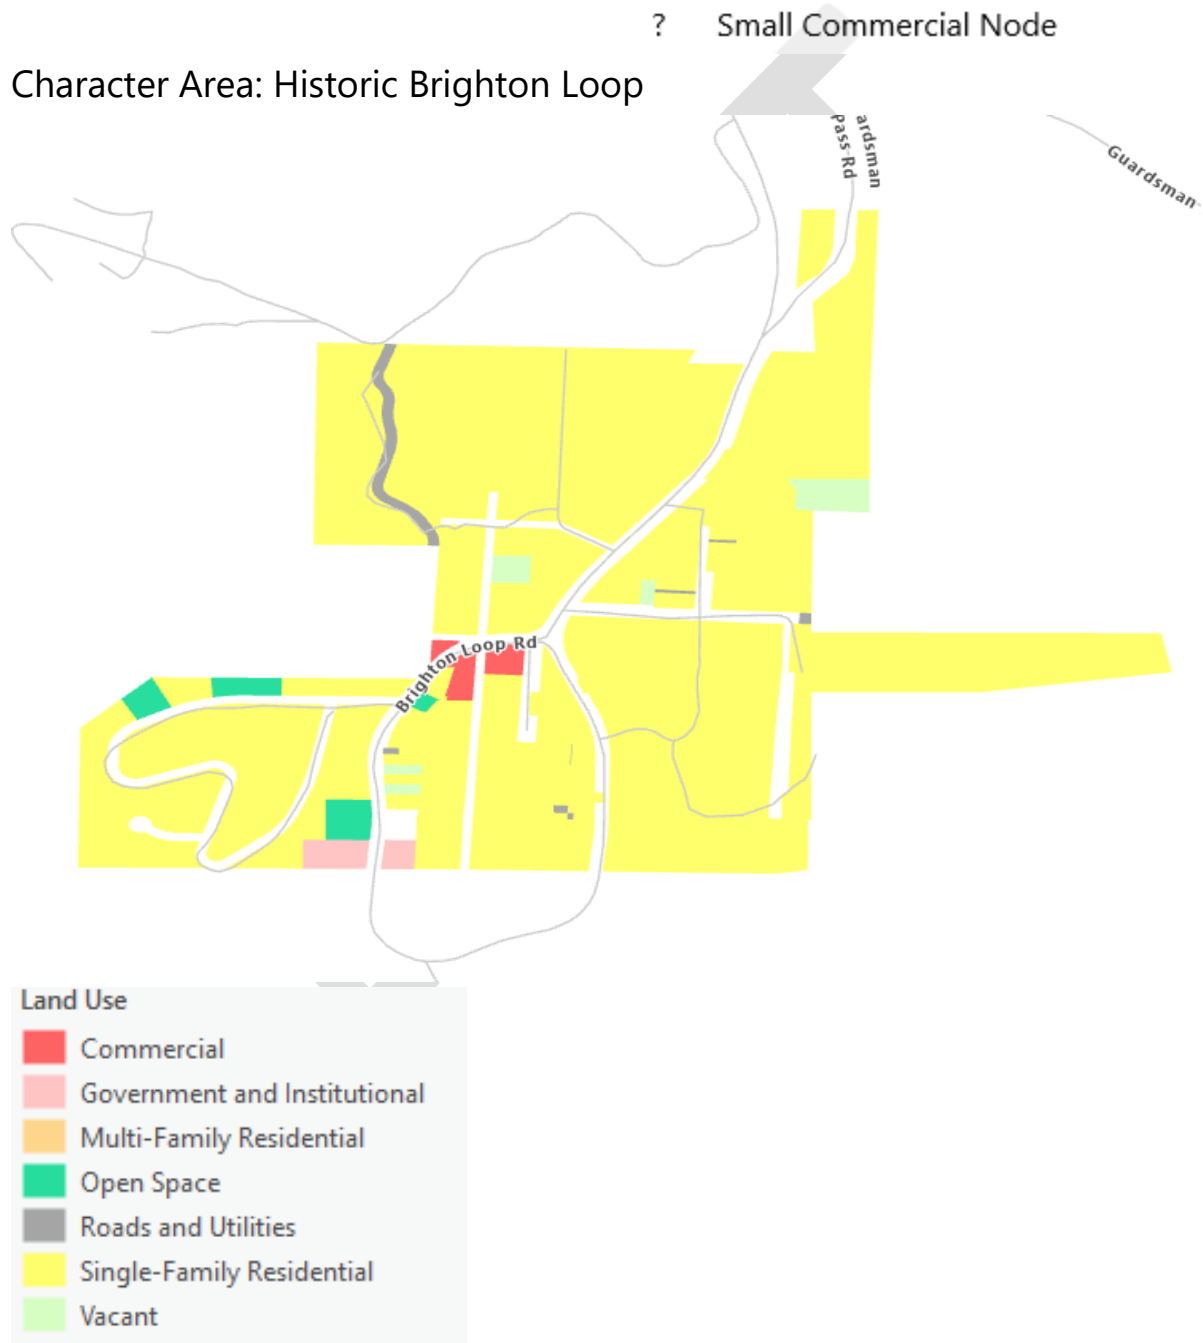 ? Small Commercial Node
Character Area: Historic Brighton Loop
ardsman
Pass Rd
Guardsman
Brighton Loop Rd
Land Use
Commercial
Government and Institutional
Multi-Family Residential
Open Space
Roads and Utilities
Single-Family Residential
Vacant